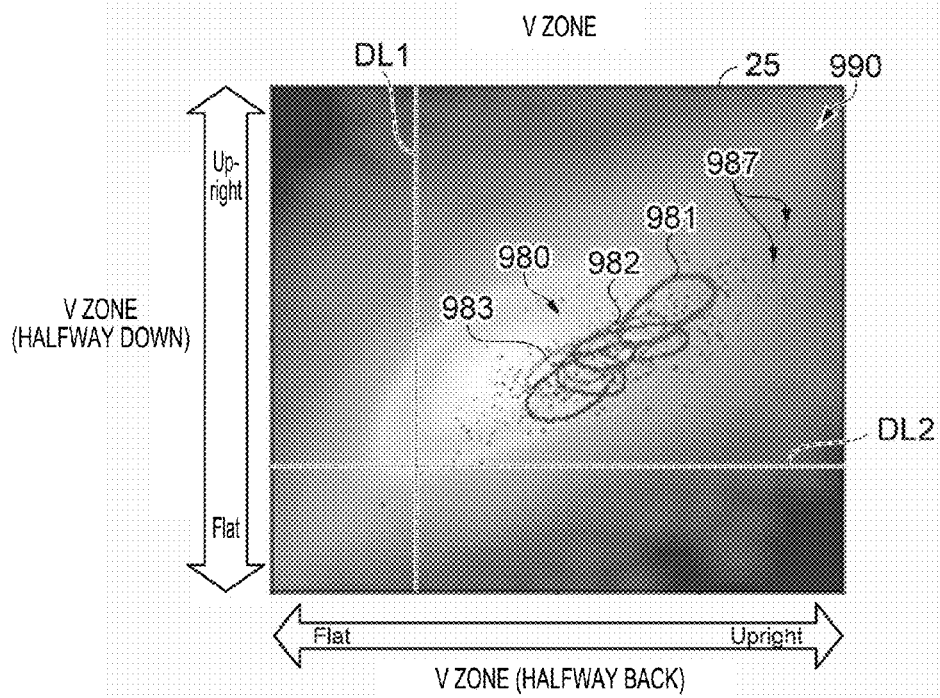 V ZONE
DL1
25
990
Up-
right
987
981
980
982
983
V ZONE
(HALFWAY DOWN)
DL2
Flat
Flat
Upright
V ZONE (HALFWAY BACK)